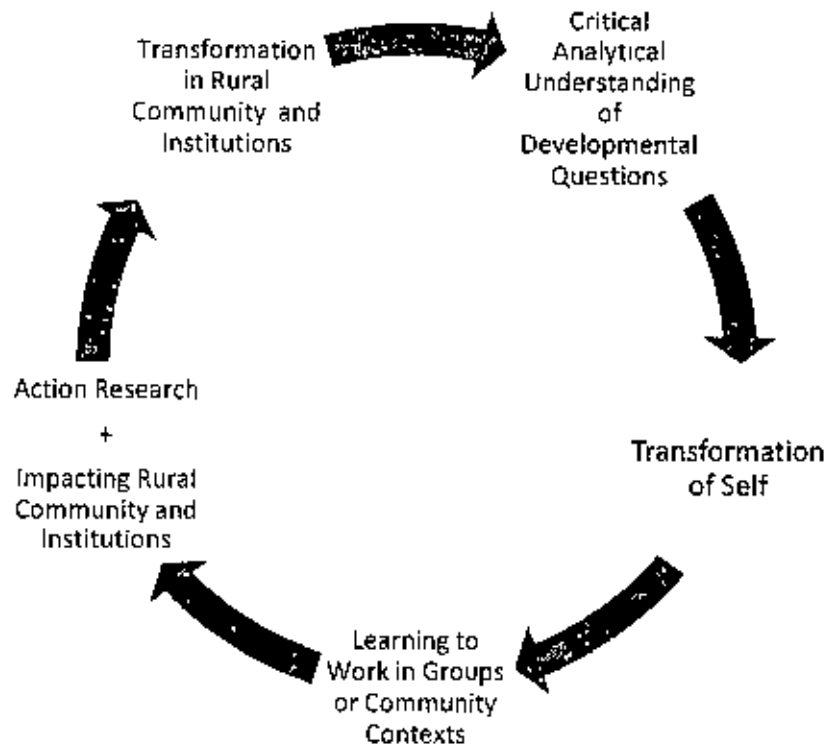 Transformation
in Rural
Community and
Institutions
Critical
Analytical
Understanding
of
Developmental
Questions
Transformation
of Self
Learning to
Work in Groups
or Community
Contexts
Action Research
+
Impacting Rural
Community and
Institutions